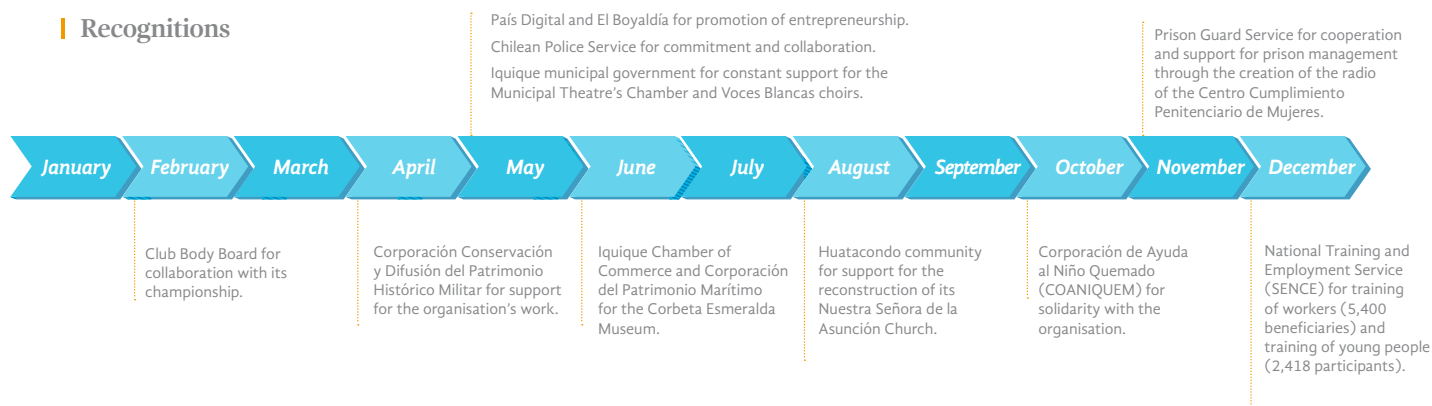 Recognitions
País Digital and El Boyaldía for promotion of entrepreneurship.
Chilean Police Service for commitment and collaboration.
Iquique municipal government for constant support for the
Municipal Theatre's Chamber and Voces Blancas choirs.
Prison Guard Service for cooperation
and support for prison management
through the creation of the radio
of the Centro Cumplimiento
Penitenciario de Mujeres.
January
February
March
April
May
June
July
August
September
October
November
December
Club Body Board for
collaboration with its
championship.
Corporación Conservación
y Difusión del Patrimonio
Histórico Militar for support
for the organisation's work.
Iquique Chamber of
Commerce and Corporación
del Patrimonio Marítimo
for the Corbeta Esmeralda
Museum.
Huatacondo community
for support for the
reconstruction of its
Nuestra Señora de la
Asunción Church.
Corporación de Ayuda
al Niño Quemado
(COANIQUEM) for
solidarity with the
organisation.
National Training and
Employment Service
(SENCE) for training
of workers (5,400
beneficiaries) and
training of young people
(2,418 participants).